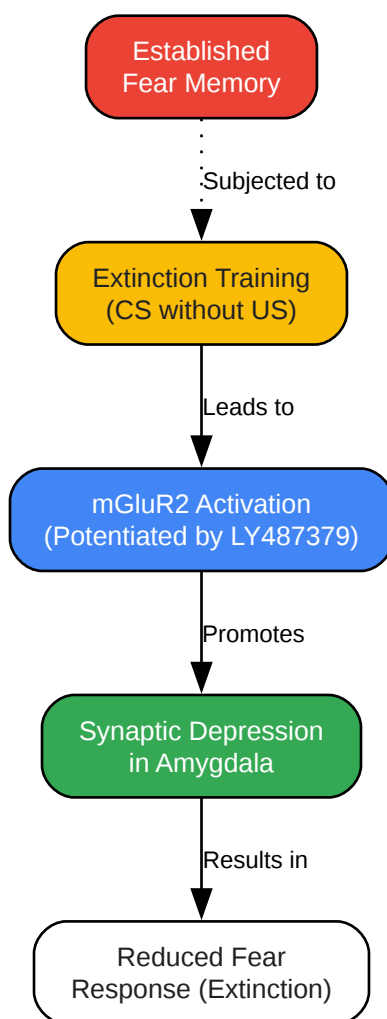 Established
Fear Memory
Subjected to
Extinction Training
(CS without US)
Leads to
mGluR2 Activation
(Potentiated by LY487379)
Promotes
Synaptic Depression
in Amygdala
Results in
Reduced Fear
Response (Extinction)